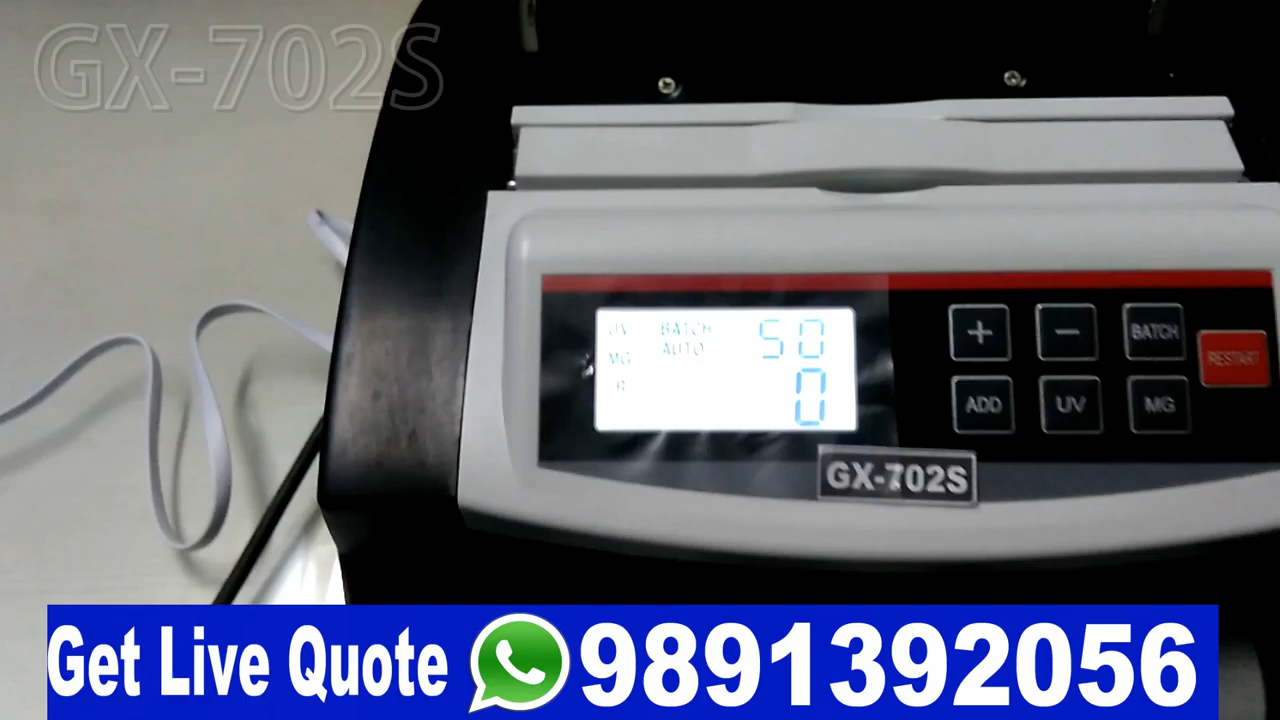 GX-702S
UV BATCH 50
MG AUTO
R 0
+ - BATCH
RESTART
ADD UV MG
GX-702S
Get Live Quote 9891392056